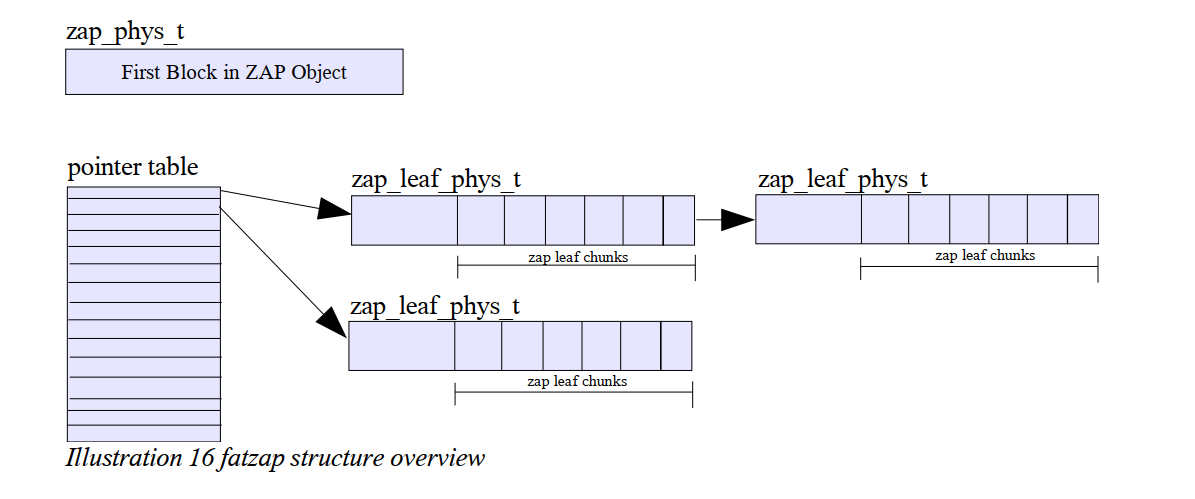 zap_phys_t
First Block in ZAP Object
pointer table
zap_leaf_phys_t
zap_leaf_phys_t
zap leaf chunks
zap leaf chunks
zap_leaf_phys_t
zap leaf chunks
Illustration 16 fatzap structure overview